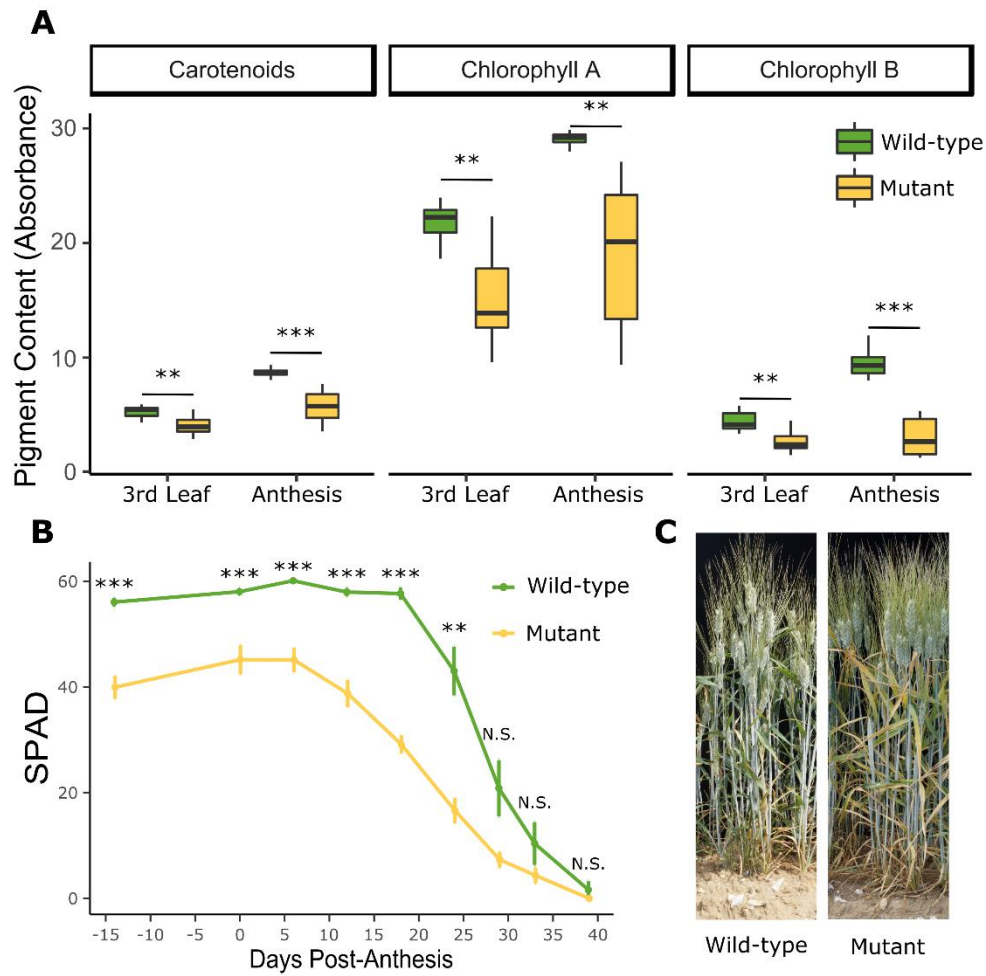 A
Carotenoids Chlorophyll A Chlorophyll B
Pigment Content (Absorbance)
30
20
10
0
** *** ** ** ** ***
Wild-type
Mutant
3rd Leaf Anthesis 3rd Leaf Anthesis 3rd Leaf Anthesis
B
SPAD
60
40
20
0
*** *** *** *** *** ** N.S. N.S. N.S.
Wild-type
Mutant
-15 -10 -5 0 5 10 15 20 25 30 35 40
Days Post-Anthesis
C
Wild-type Mutant